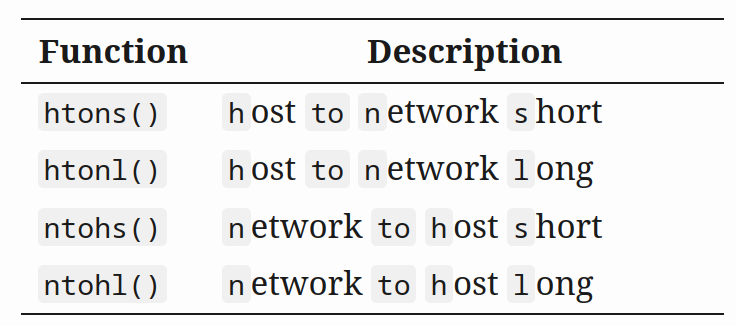 Function Description
htons() host to network short
htonl() host to network long
ntohs() network to host short
ntohl() network to host long